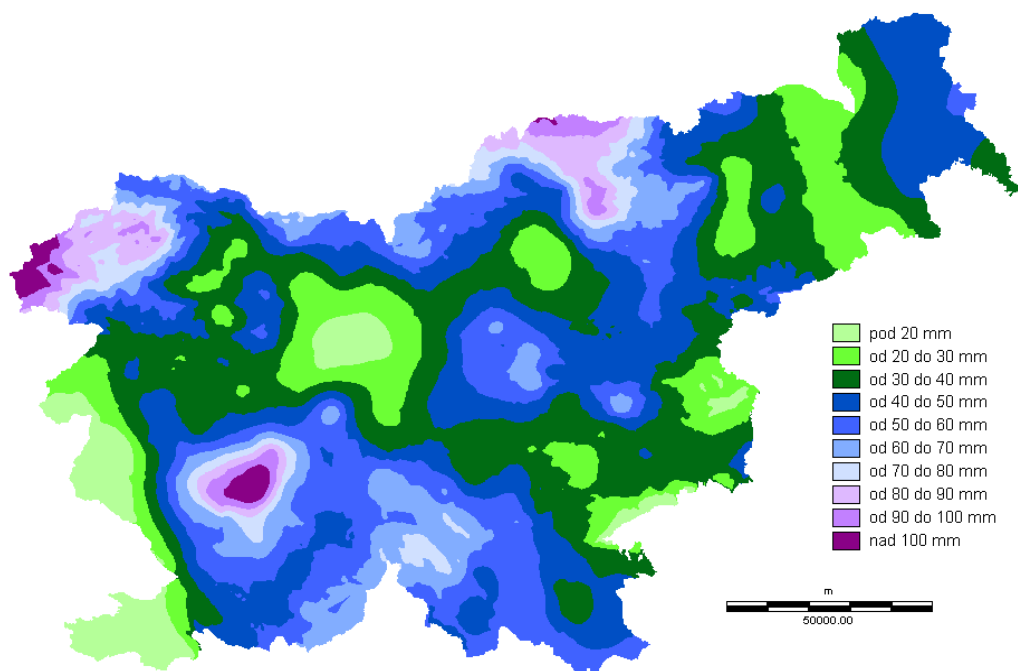 pod 20 mm
od 20 do 30 mm
od 30 do 40 mm
od 40 do 50 mm
od 50 do 60 mm
od 60 do 70 mm
od 70 do 80 mm
od 80 do 90 mm
od 90 do 100 mm
nad 100 mm
m
50000.00